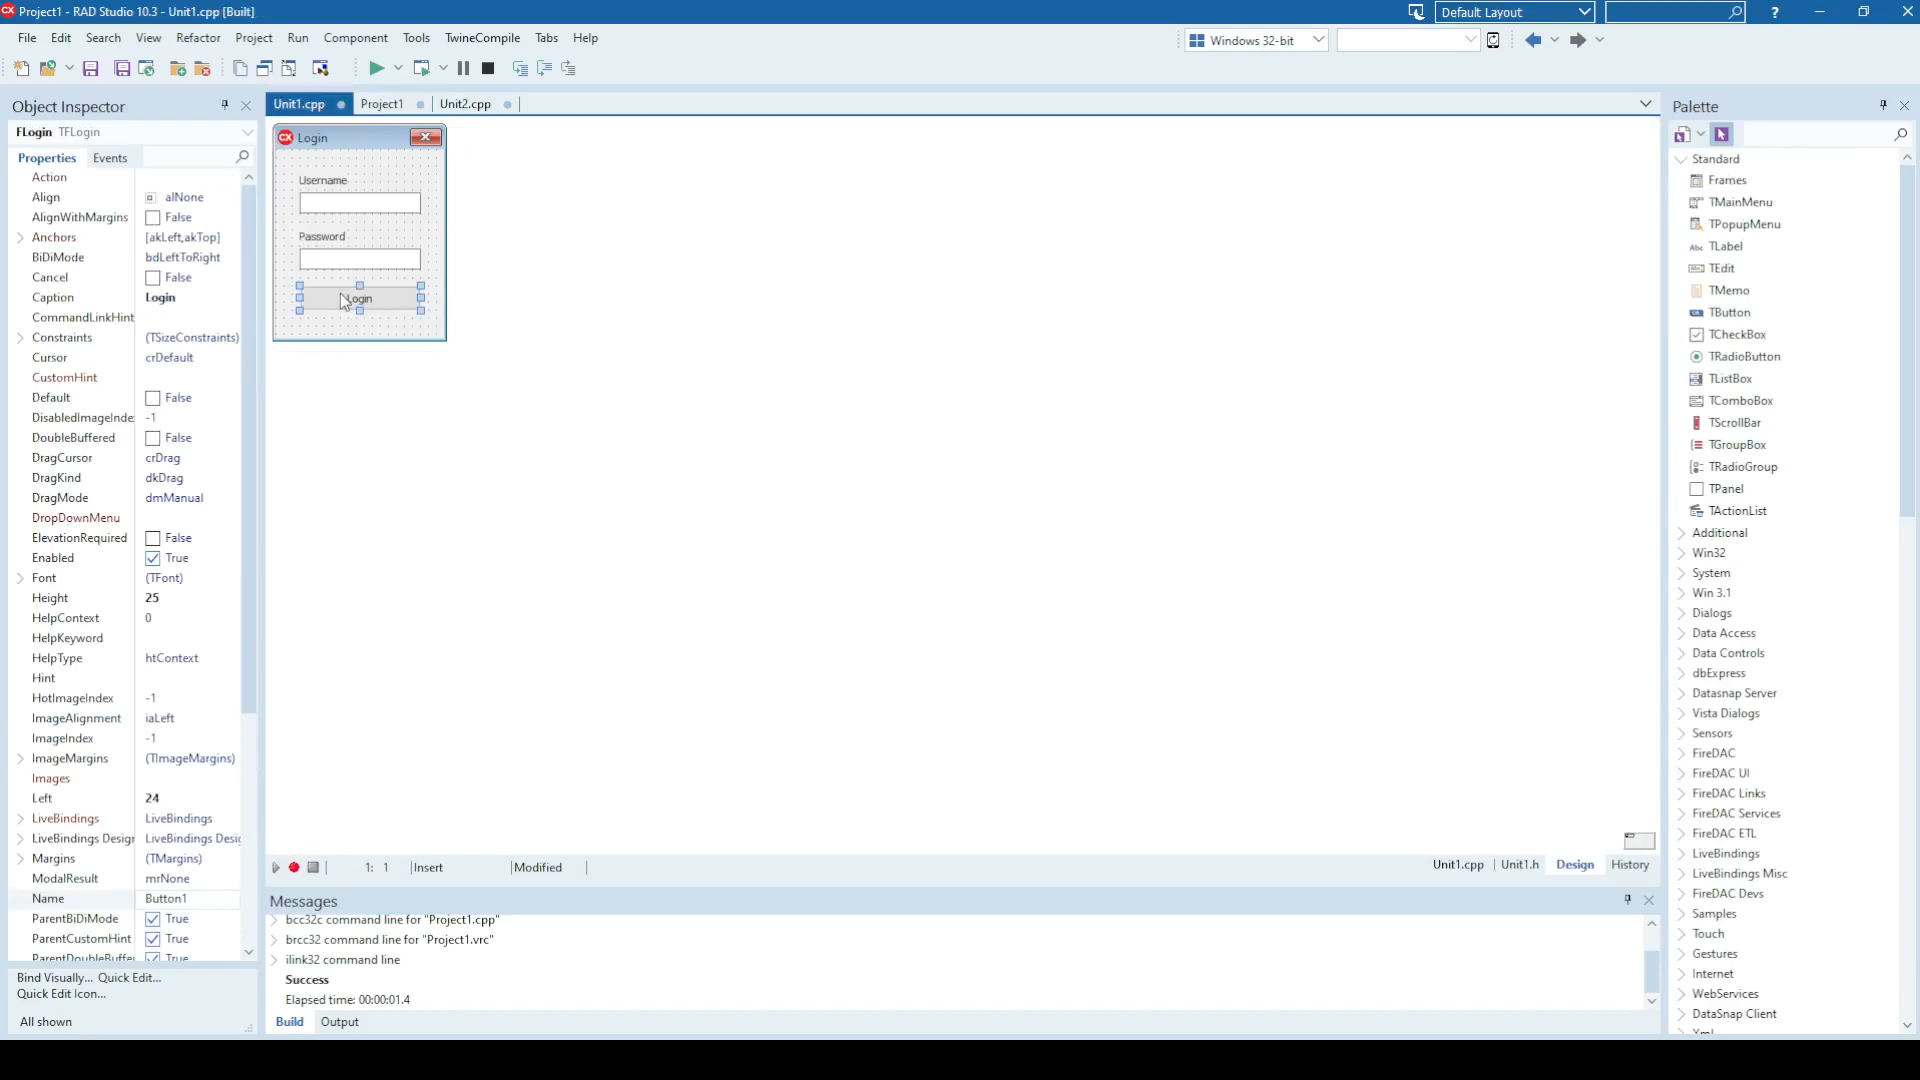 Project1 - RAD Studio 10.3 - Unit1.cpp [Built]
Default Layout
?
File Edit Search View Refactor Project Run Component Tools TwineCompile Tabs Help
Windows 32-bit
Object Inspector
FLogin TFLogin
Properties Events
Action
Align alNone
AlignWithMargins False
Anchors [akLeft,akTop]
BiDiMode bdLeftToRight
Cancel False
Caption Login
CommandLinkHint
Constraints (TSizeConstraints)
Cursor crDefault
CustomHint
Default False
DisabledImageInde
-1
DoubleBuffered False
DragCursor crDrag
DragKind dkDrag
DragMode dmManual
DropDownMenu
ElevationRequired False
Enabled True
Font (TFont)
Height 25
HelpContext 0
HelpKeyword
HelpType htContext
Hint
HotImageIndex -1
ImageAlignment iaLeft
ImageIndex -1
ImageMargins (TImageMargins)
Images
Left 24
LiveBindings LiveBindings
LiveBindings Desig LiveBindings Desi
Margins (TMargins)
ModalResult mrNone
Name Button1
ParentBiDiMode True
ParentCustomHint True
ParentDoubleBuffe True
Bind Visually... Quick Edit...
Quick Edit Icon...
All shown
Unit1.cpp Project1 Unit2.cpp
CX Login
Username
Password
Login
1: 1 Insert Modified
Unit1.cpp Unit1.h Design History
Messages
bcc32c command line for "Project1.cpp"
brcc32 command line for "Project1.vrc"
ilink32 command line
Success
Elapsed time: 00:00:01.4
Build Output
Palette
Standard
Frames
TMainMenu
TPopupMenu
Abc TLabel
TEdit
TMemo
TButton
TCheckBox
TRadioButton
TListBox
TComboBox
TScrollBar
TGroupBox
TRadioGroup
TPanel
TActionList
Additional
Win32
System
Win 3.1
Dialogs
Data Access
Data Controls
dbExpress
Datasnap Server
Vista Dialogs
Sensors
FireDAC
FireDAC UI
FireDAC Links
FireDAC Services
FireDAC ETL
LiveBindings
LiveBindings Misc
FireDAC Devs
Samples
Touch
Gestures
Internet
WebServices
DataSnap Client